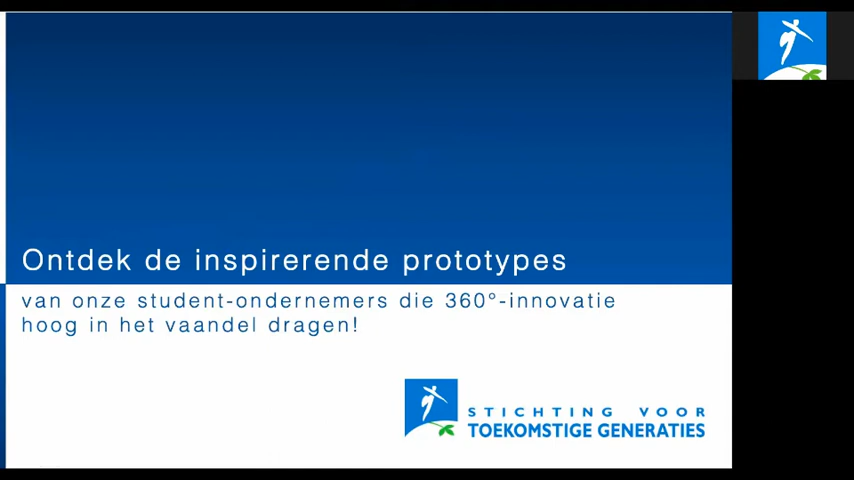 Ontdek de inspirerende prototypes
van onze student-ondernemers die 360°-innovatie
hoog in het vaandel dragen!
STICHTING VOOR
TOEKOMSTIGE GENERATIES